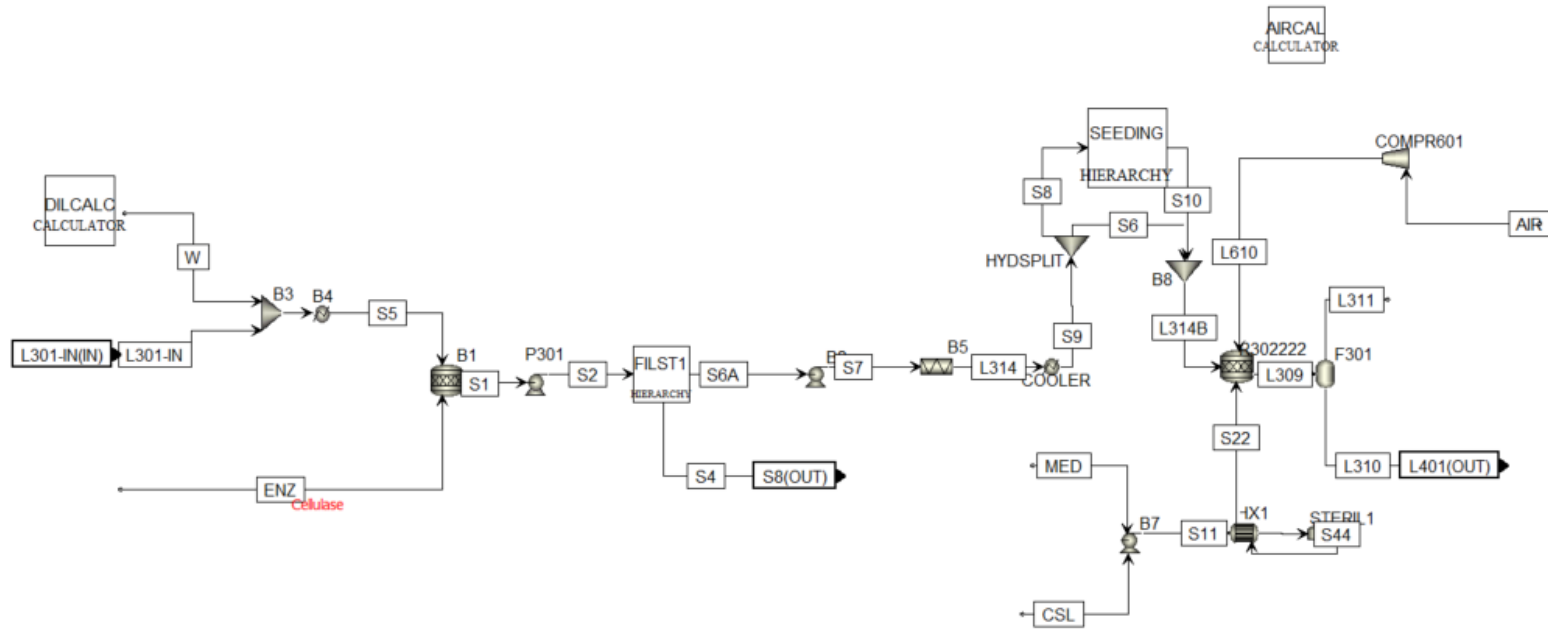 AIRCAL
CALCULATOR
SEEDING
HIERARCHY
COMPR601
DILCALC
CALCULATOR
S8
S10
S6
AIR
W
HYDSPLIT
L610
B8
B3
B4
S5
L311
S9
L314B
L301-IN(IN)
L301-IN
B1
P301
FILST1
HIERARCHY
S1
S2
S6A
S7
B5
L314
COOLER
L309
F301
S22
S4
S8(OUT)
MED
L310
L401(OUT)
ENZ
Cellulase
B7
S11
HX1
STERIL1
S44
CSL